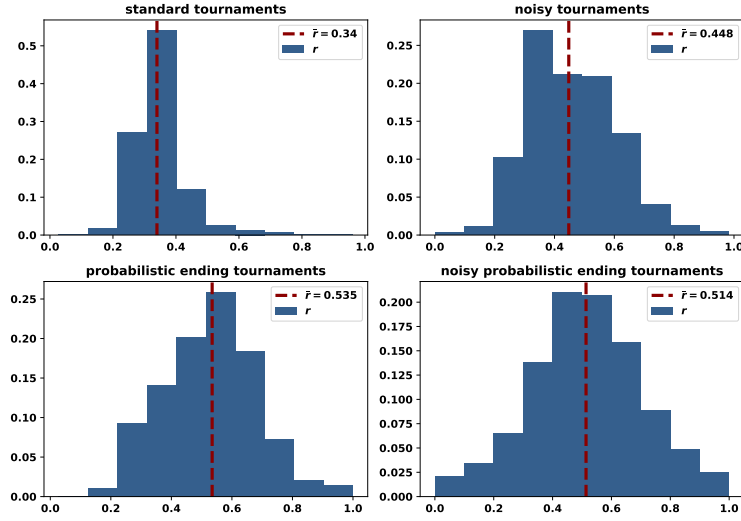 standard tournaments
r̄ = 0.34
r
0.5
0.4
0.3
0.2
0.1
0.0
0.0 0.2 0.4 0.6 0.8 1.0
noisy tournaments
r̄ = 0.448
r
0.25
0.20
0.15
0.10
0.05
0.00
0.0 0.2 0.4 0.6 0.8 1.0
probabilistic ending tournaments
r̄ = 0.535
r
0.25
0.20
0.15
0.10
0.05
0.00
0.0 0.2 0.4 0.6 0.8 1.0
noisy probabilistic ending tournaments
r̄ = 0.514
r
0.200
0.175
0.150
0.125
0.100
0.075
0.050
0.025
0.000
0.0 0.2 0.4 0.6 0.8 1.0